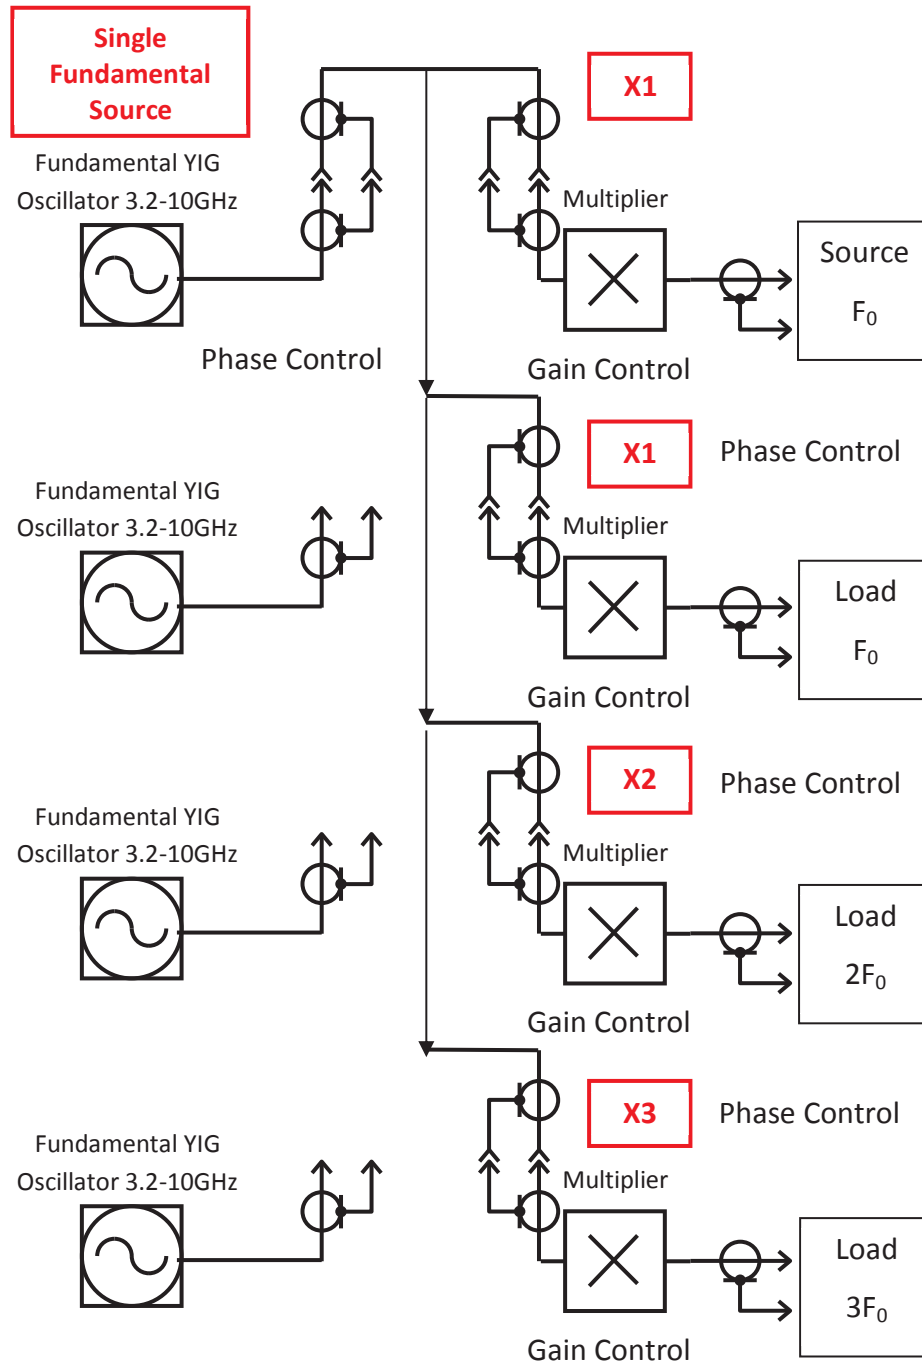 Single
Fundamental
Source
X1
Fundamental YIG
Oscillator 3.2-10GHz
Multiplier
Source
F₀
Phase Control
Gain Control
X1
Phase Control
Fundamental YIG
Oscillator 3.2-10GHz
Multiplier
Load
F₀
Gain Control
X2
Phase Control
Fundamental YIG
Oscillator 3.2-10GHz
Multiplier
Load
2F₀
Gain Control
X3
Phase Control
Fundamental YIG
Oscillator 3.2-10GHz
Multiplier
Load
3F₀
Gain Control